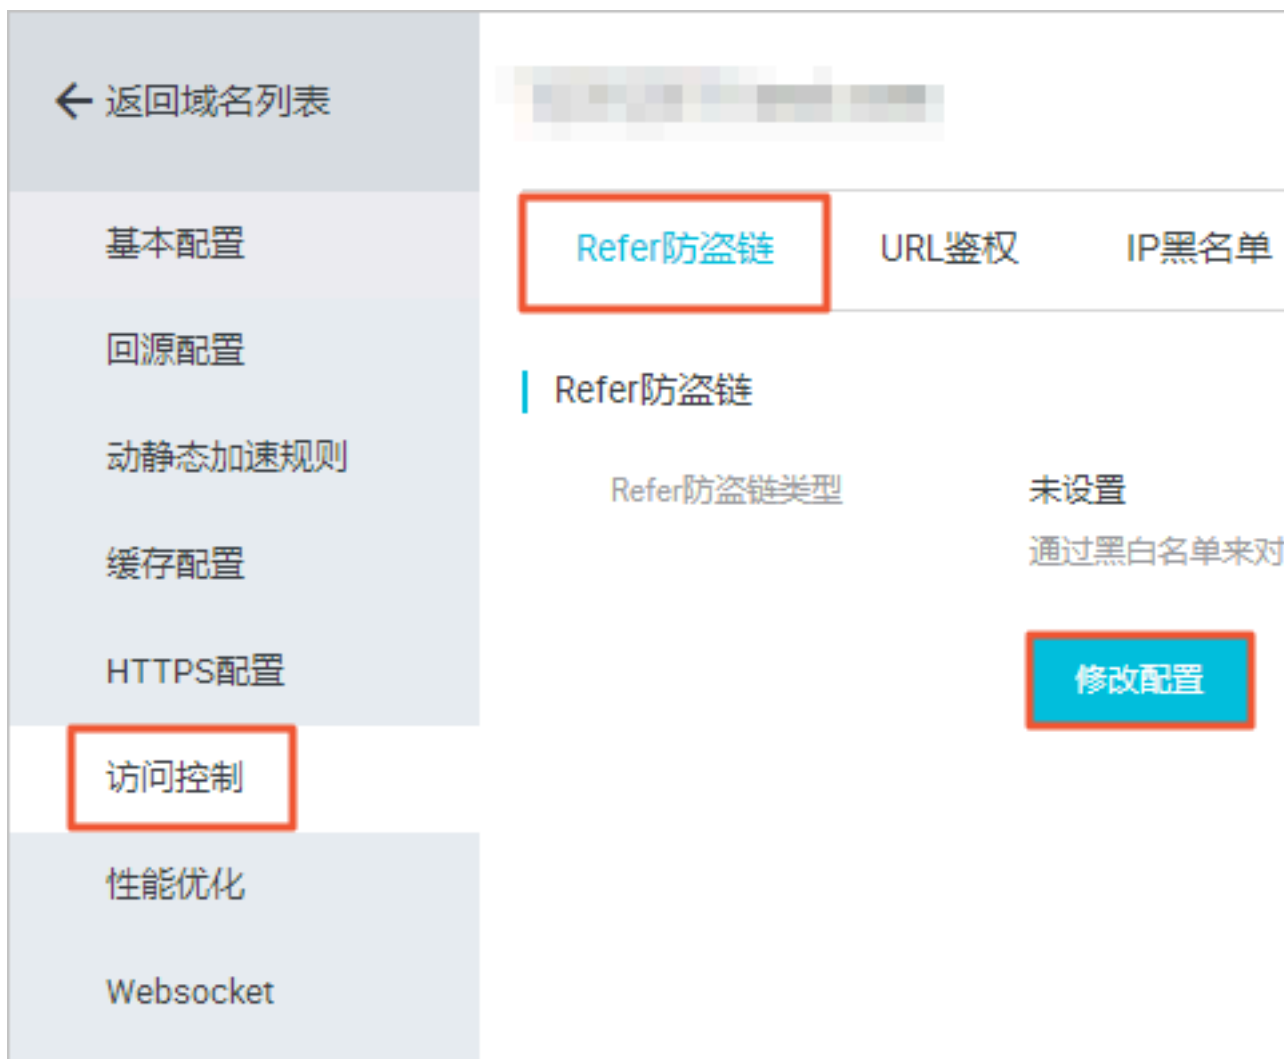 返回域名列表
基本配置
回源配置
动静态加速规则
缓存配置
HTTPS配置
访问控制
性能优化
Websocket
Refer防盗链 URL鉴权 IP黑名单
Refer防盗链
Refer防盗链类型 未设置
通过黑白名单来对
修改配置